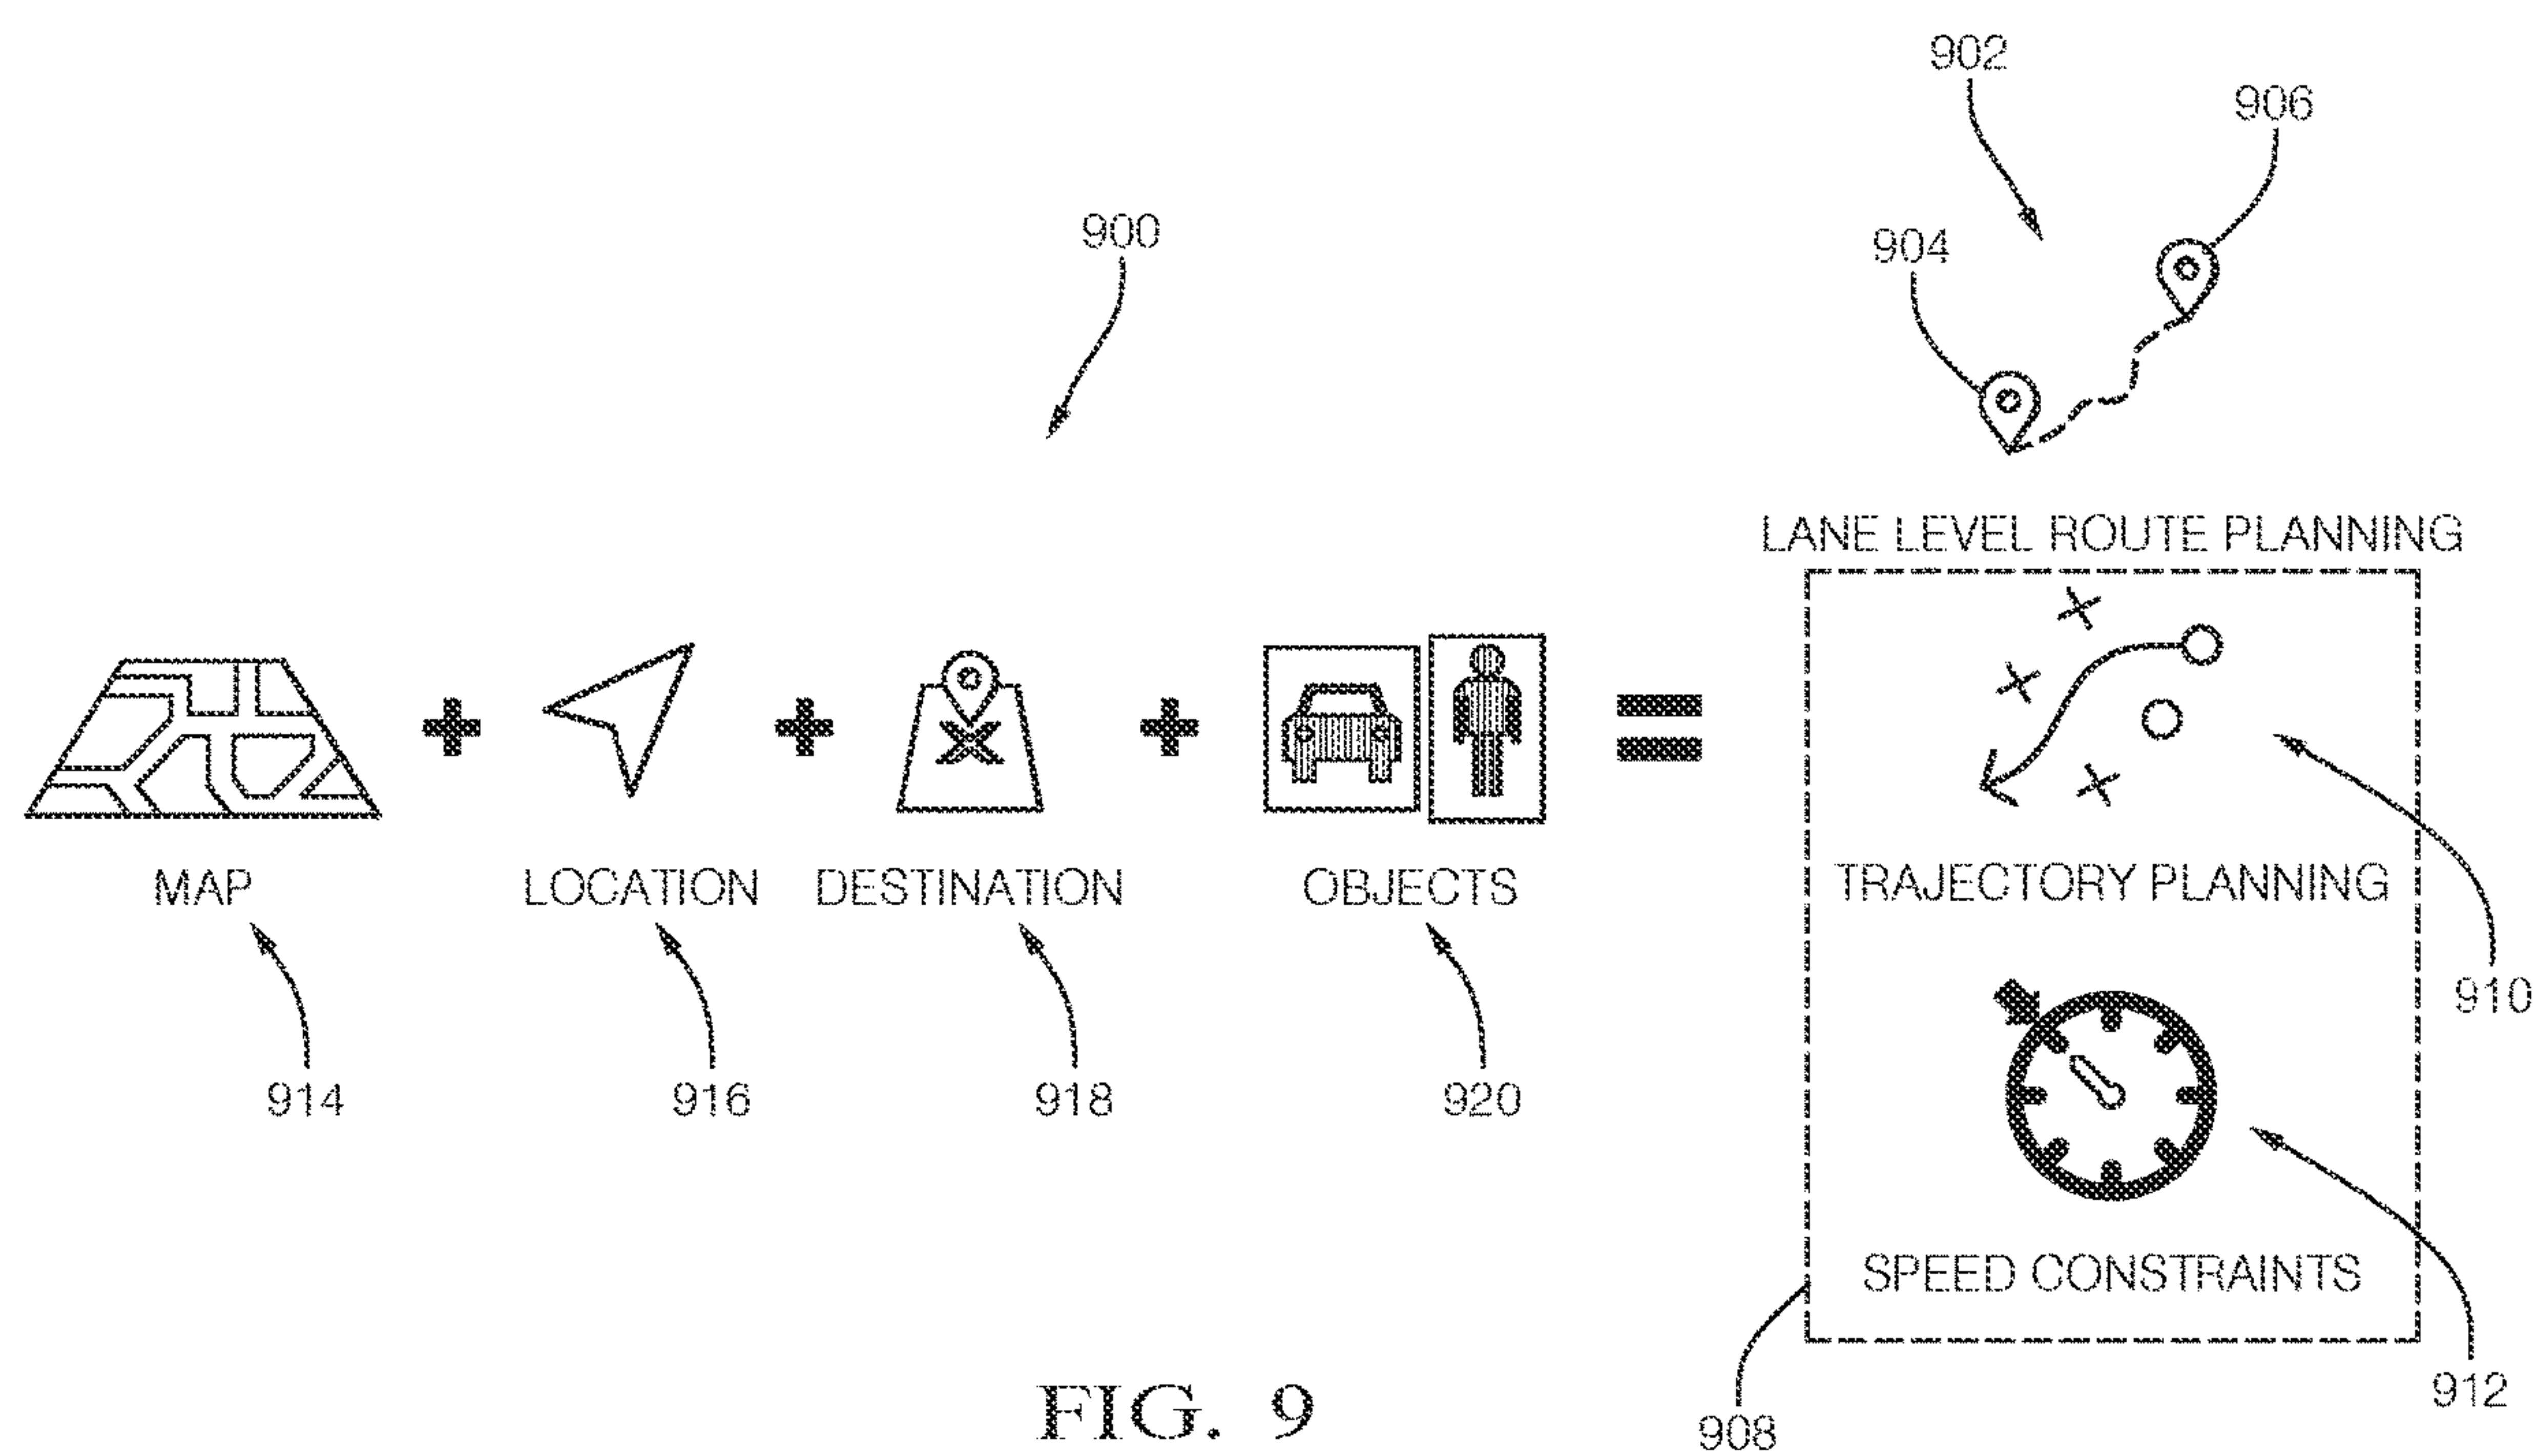 902
906
900
904
LANE LEVEL ROUTE PLANNING
MAP
LOCATION
DESTINATION
OBJECTS
TRAJECTORY PLANNING
910
914
916
918
920
SPEED CONSTRAINTS
912
908
FIG. 9